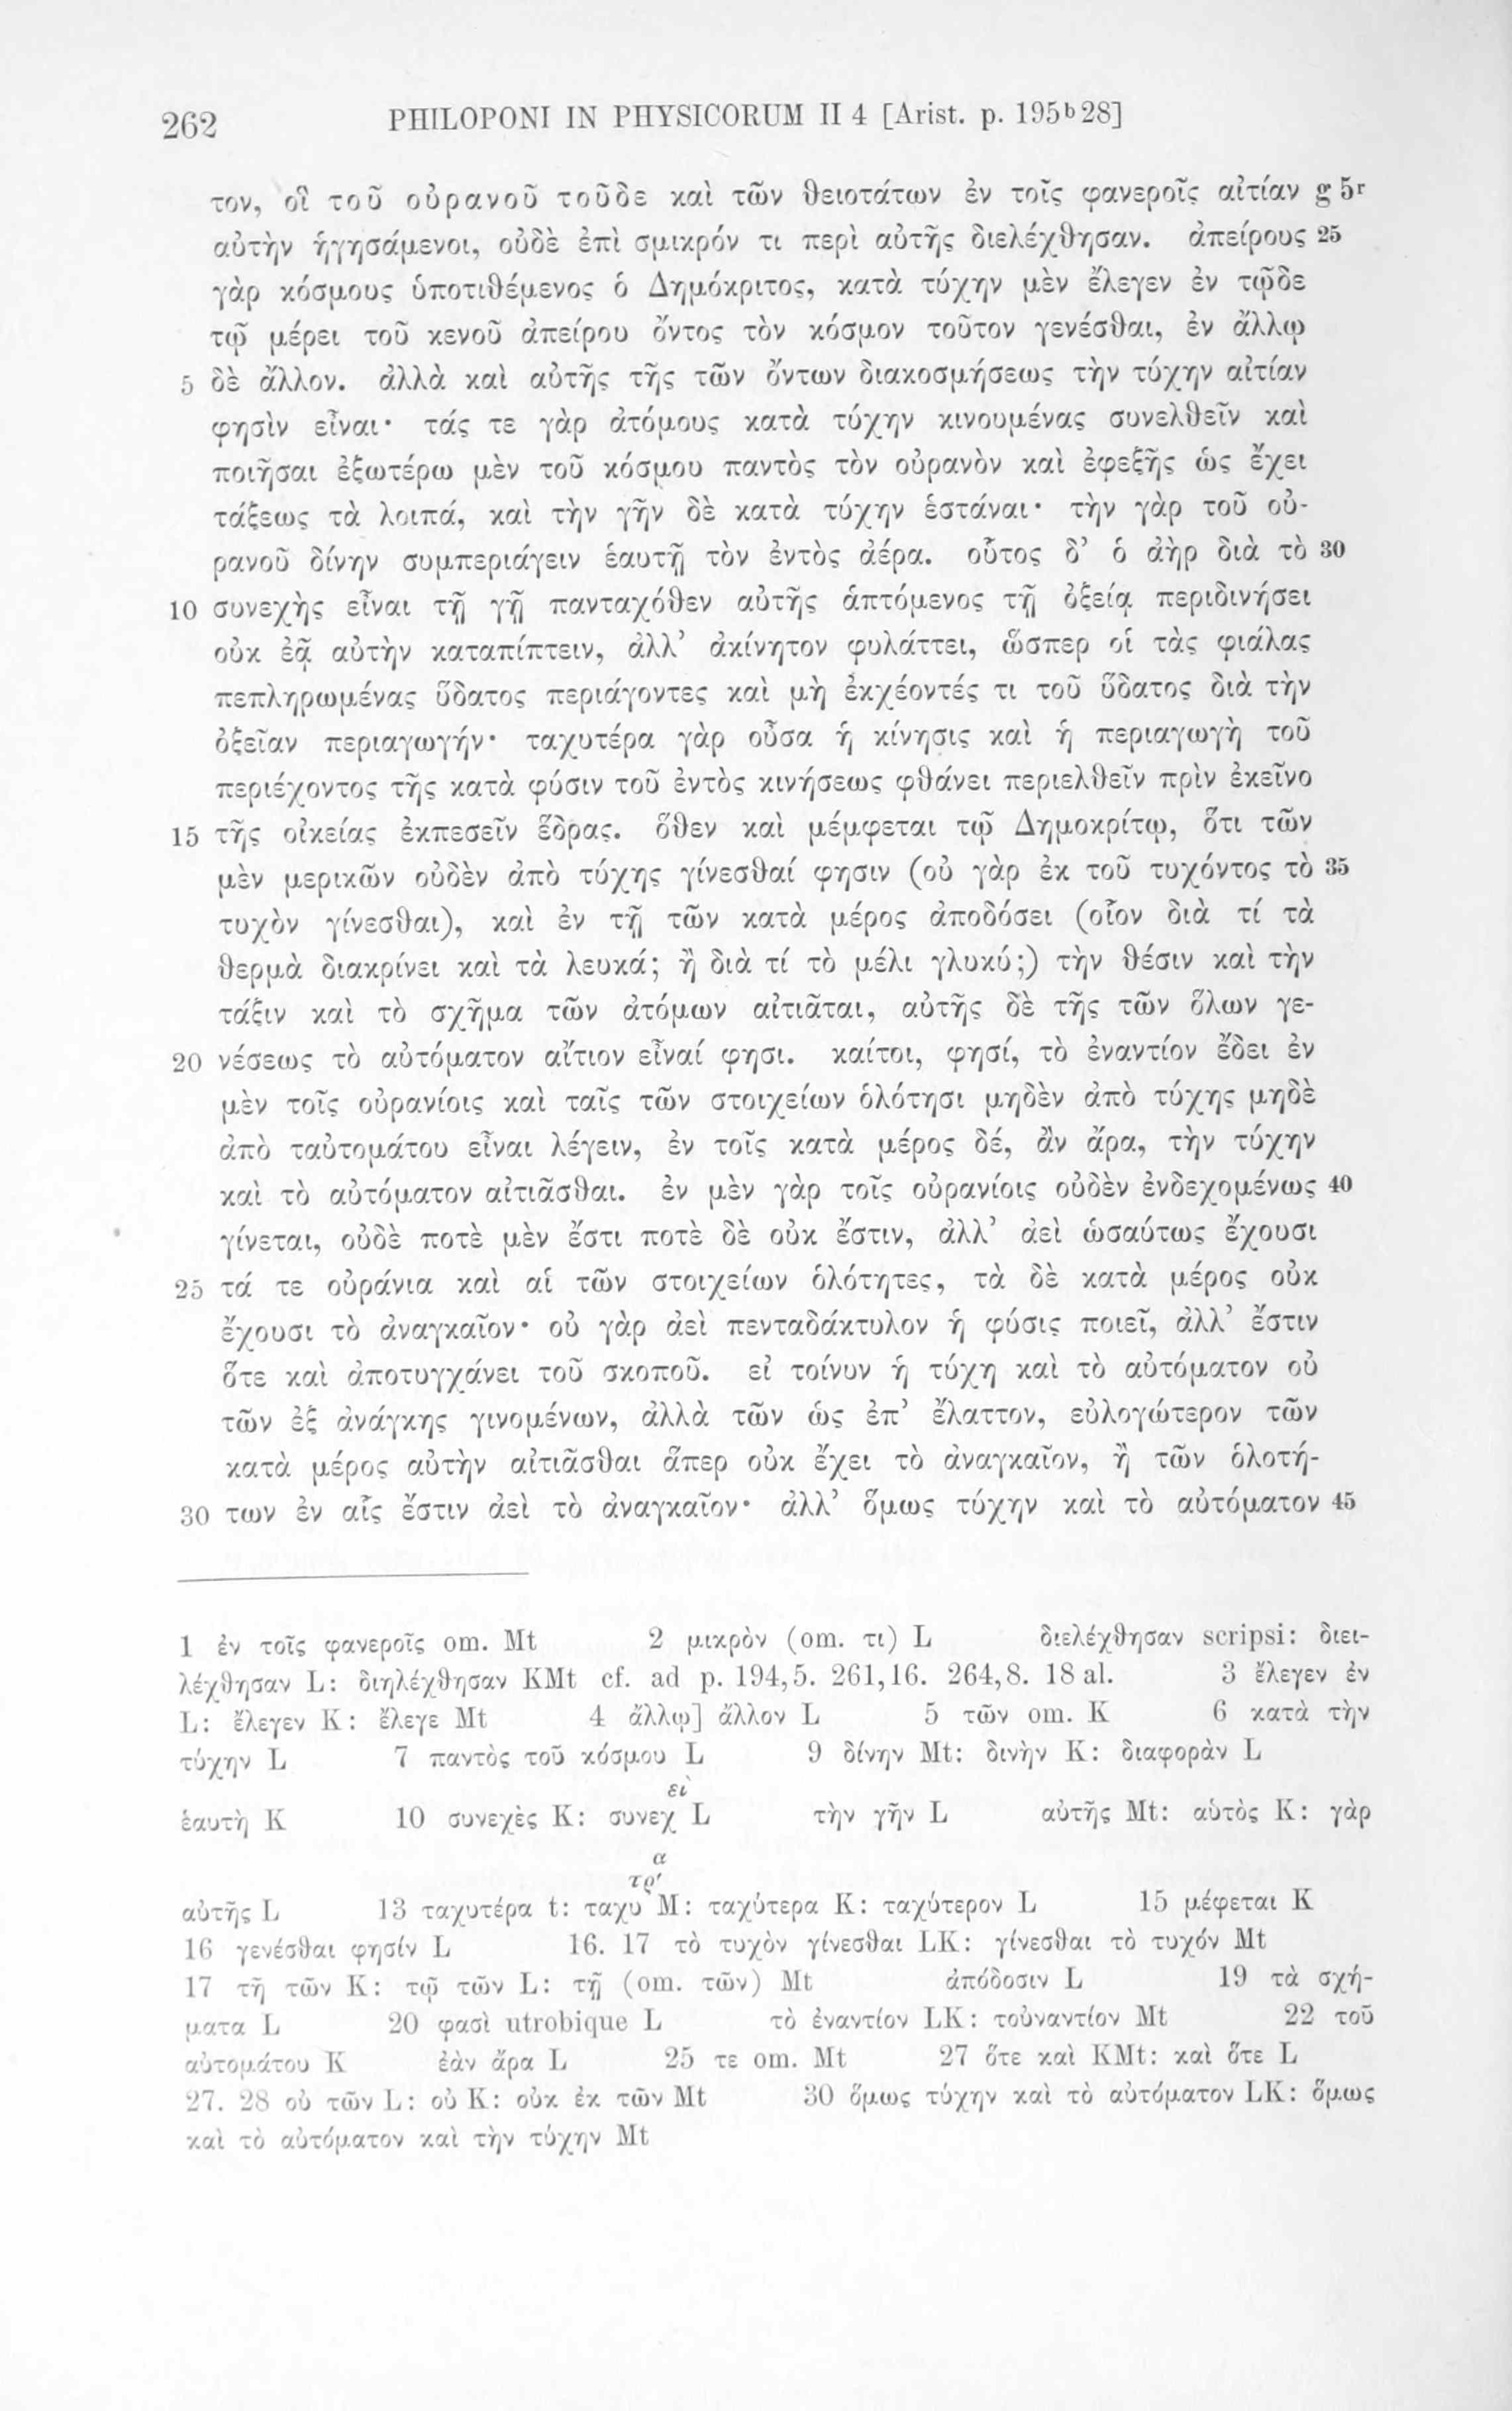 262 PHILOPONI IN PHYSICORUM II 4 [Arist. p. 195ᵇ28]
τον, οἳ τοῦ οὐρανοῦ τοῦδε καὶ τῶν θειοτάτων ἐν τοῖς φανεροῖς αἰτίαν g 5ʳ
αὐτὴν ἡγησάμενοι, οὐδὲ ἐπὶ σμικρόν τι περὶ αὐτῆς διελέχθησαν. ἀπείρους 25
γὰρ κόσμους ὑποτιθέμενος ὁ Δημόκριτος, κατὰ τύχην μὲν ἔλεγεν ἐν τῷδε
τῷ μέρει τοῦ κενοῦ ἀπείρου ὄντος τὸν κόσμον τοῦτον γενέσθαι, ἐν ἄλλῳ
5 δὲ ἄλλον. ἀλλὰ καὶ αὐτῆς τῆς τῶν ὄντων διακοσμήσεως τὴν τύχην αἰτίαν
φησὶν εἶναι· τάς τε γὰρ ἀτόμους κατὰ τύχην κινουμένας συνελθεῖν καὶ
ποιῆσαι ἐξωτέρω μὲν τοῦ κόσμου παντὸς τὸν οὐρανὸν καὶ ἐφεξῆς ὡς ἔχει
τάξεως τὰ λοιπά, καὶ τὴν γῆν δὲ κατὰ τύχην ἑστάναι· τὴν γὰρ τοῦ οὐ-
ρανοῦ δίνην συμπεριάγειν ἑαυτῇ τὸν ἐντὸς ἀέρα. οὗτος δ’ ὁ ἀὴρ διὰ τὸ 30
10 συνεχὴς εἶναι τῇ γῇ πανταχόθεν αὐτῆς ἁπτόμενος τῇ ὀξείᾳ περιδινήσει
οὐκ ἐᾷ αὐτὴν καταπίπτειν, ἀλλ’ ἀκίνητον φυλάττει, ὥσπερ οἱ τὰς φιάλας
πεπληρωμένας ὕδατος περιάγοντες καὶ μὴ ἐκχέοντές τι τοῦ ὕδατος διὰ τὴν
ὀξεῖαν περιαγωγήν· ταχυτέρα γὰρ οὖσα ἡ κίνησις καὶ ἡ περιαγωγὴ τοῦ
περιέχοντος τῆς κατὰ φύσιν τοῦ ἐντὸς κινήσεως φθάνει περιελθεῖν πρὶν ἐκεῖνο
15 τῆς οἰκείας ἐκπεσεῖν ἕδρας. ὅθεν καὶ μέμφεται τῷ Δημοκρίτῳ, ὅτι τῶν
μὲν μερικῶν οὐδὲν ἀπὸ τύχης γίνεσθαί φησιν (οὐ γὰρ ἐκ τοῦ τυχόντος τὸ 35
τυχὸν γίνεσθαι), καὶ ἐν τῇ τῶν κατὰ μέρος ἀποδόσει (οἷον διὰ τί τὰ
θερμὰ διακρίνει καὶ τὰ λευκά; ἢ διὰ τί τὸ μέλι γλυκύ;) τὴν θέσιν καὶ τὴν
τάξιν καὶ τὸ σχῆμα τῶν ἀτόμων αἰτιᾶται, αὐτῆς δὲ τῆς τῶν ὅλων γε-
20 νέσεως τὸ αὐτόματον αἴτιον εἶναί φησι. καίτοι, φησί, τὸ ἐναντίον ἔδει ἐν
μὲν τοῖς οὐρανίοις καὶ ταῖς τῶν στοιχείων ὁλότησι μηδὲν ἀπὸ τύχης μηδὲ
ἀπὸ ταὐτομάτου εἶναι λέγειν, ἐν τοῖς κατὰ μέρος δέ, ἂν ἄρα, τὴν τύχην
καὶ τὸ αὐτόματον αἰτιᾶσθαι. ἐν μὲν γὰρ τοῖς οὐρανίοις οὐδὲν ἐνδεχομένως 40
γίνεται, οὐδὲ ποτὲ μὲν ἔστι ποτὲ δὲ οὐκ ἔστιν, ἀλλ’ ἀεὶ ὡσαύτως ἔχουσι
25 τά τε οὐράνια καὶ αἱ τῶν στοιχείων ὁλότητες, τὰ δὲ κατὰ μέρος οὐκ
ἔχουσι τὸ ἀναγκαῖον· οὐ γὰρ ἀεὶ πενταδάκτυλον ἡ φύσις ποιεῖ, ἀλλ’ ἔστιν
ὅτε καὶ ἀποτυγχάνει τοῦ σκοποῦ. εἰ τοίνυν ἡ τύχη καὶ τὸ αὐτόματον οὐ
τῶν ἐξ ἀνάγκης γινομένων, ἀλλὰ τῶν ὡς ἐπ’ ἔλαττον, εὐλογώτερον τῶν
κατὰ μέρος αὐτὴν αἰτιᾶσθαι ἅπερ οὐκ ἔχει τὸ ἀναγκαῖον, ἢ τῶν ὁλοτή-
30 των ἐν αἷς ἔστιν ἀεὶ τὸ ἀναγκαῖον· ἀλλ’ ὅμως τύχην καὶ τὸ αὐτόματον 45
1 ἐν τοῖς φανεροῖς om. Mt 2 μικρὸν (om. τι) L διελέχθησαν scripsi: διει-
λέχθησαν L: διηλέχθησαν KMt cf. ad p. 194,5. 261,16. 264,8. 18 al. 3 ἔλεγεν ἐν
L: ἔλεγεν K: ἔλεγε Mt 4 ἄλλῳ] ἄλλον L 5 τῶν om. K 6 κατὰ τὴν
τύχην L 7 παντὸς τοῦ κόσμου L 9 δίνην Mt: δινὴν K: διαφορὰν L
ἑαυτὴ K 10 συνεχὲς K: συνεχ εὶ L τὴν γῆν L αὐτῆς Mt: αὑτὸς K: γὰρ
αὐτῆς L 13 ταχυτέρα t: ταχυ τρ´ α M: ταχύτερα K: ταχύτερον L 15 μέφεται K
16 γενέσθαι φησίν L 16. 17 τὸ τυχὸν γίνεσθαι LK: γίνεσθαι τὸ τυχόν Mt
17 τῆ τῶν K: τῷ τῶν L: τῇ (om. τῶν) Mt ἀπόδοσιν L 19 τὰ σχή-
ματα L 20 φασὶ utrobique L τὸ ἐναντίον LK: τοὐναντίον Mt 22 τοῦ
αὐτομάτου K ἐὰν ἄρα L 25 τε om. Mt 27 ὅτε καὶ KMt: καὶ ὅτε L
27. 28 οὐ τῶν L: οὐ K: οὐκ ἐκ τῶν Mt 30 ὅμως τύχην καὶ τὸ αὐτόματον LK: ὅμως
καὶ τὸ αὐτόματον καὶ τὴν τύχην Mt